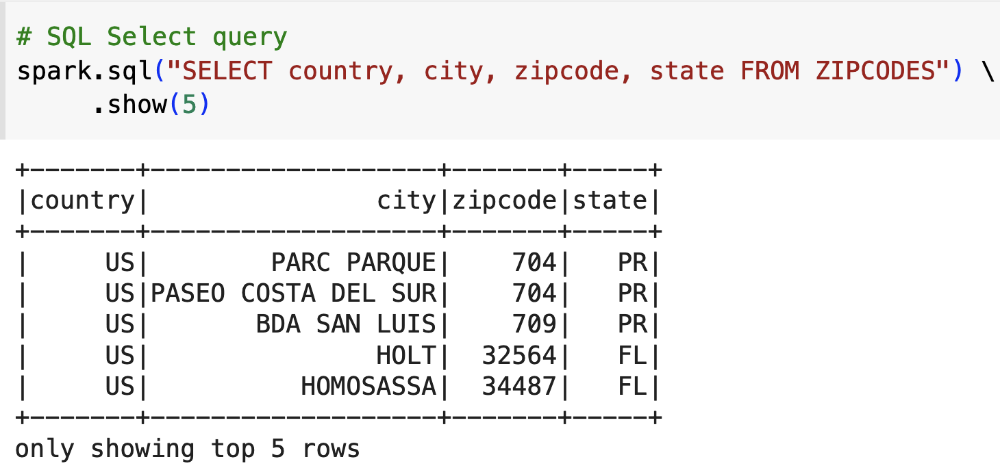 # SQL Select query
spark.sql("SELECT country, city, zipcode, state FROM ZIPCODES") \
     .show(5)
+-------+-------------------+-------+-----+
|country|               city|zipcode|state|
+-------+-------------------+-------+-----+
|     US|        PARC PARQUE|    704|   PR|
|     US|PASEO COSTA DEL SUR|    704|   PR|
|     US|       BDA SAN LUIS|    709|   PR|
|     US|               HOLT|  32564|   FL|
|     US|          HOMOSASSA|  34487|   FL|
+-------+-------------------+-------+-----+
only showing top 5 rows